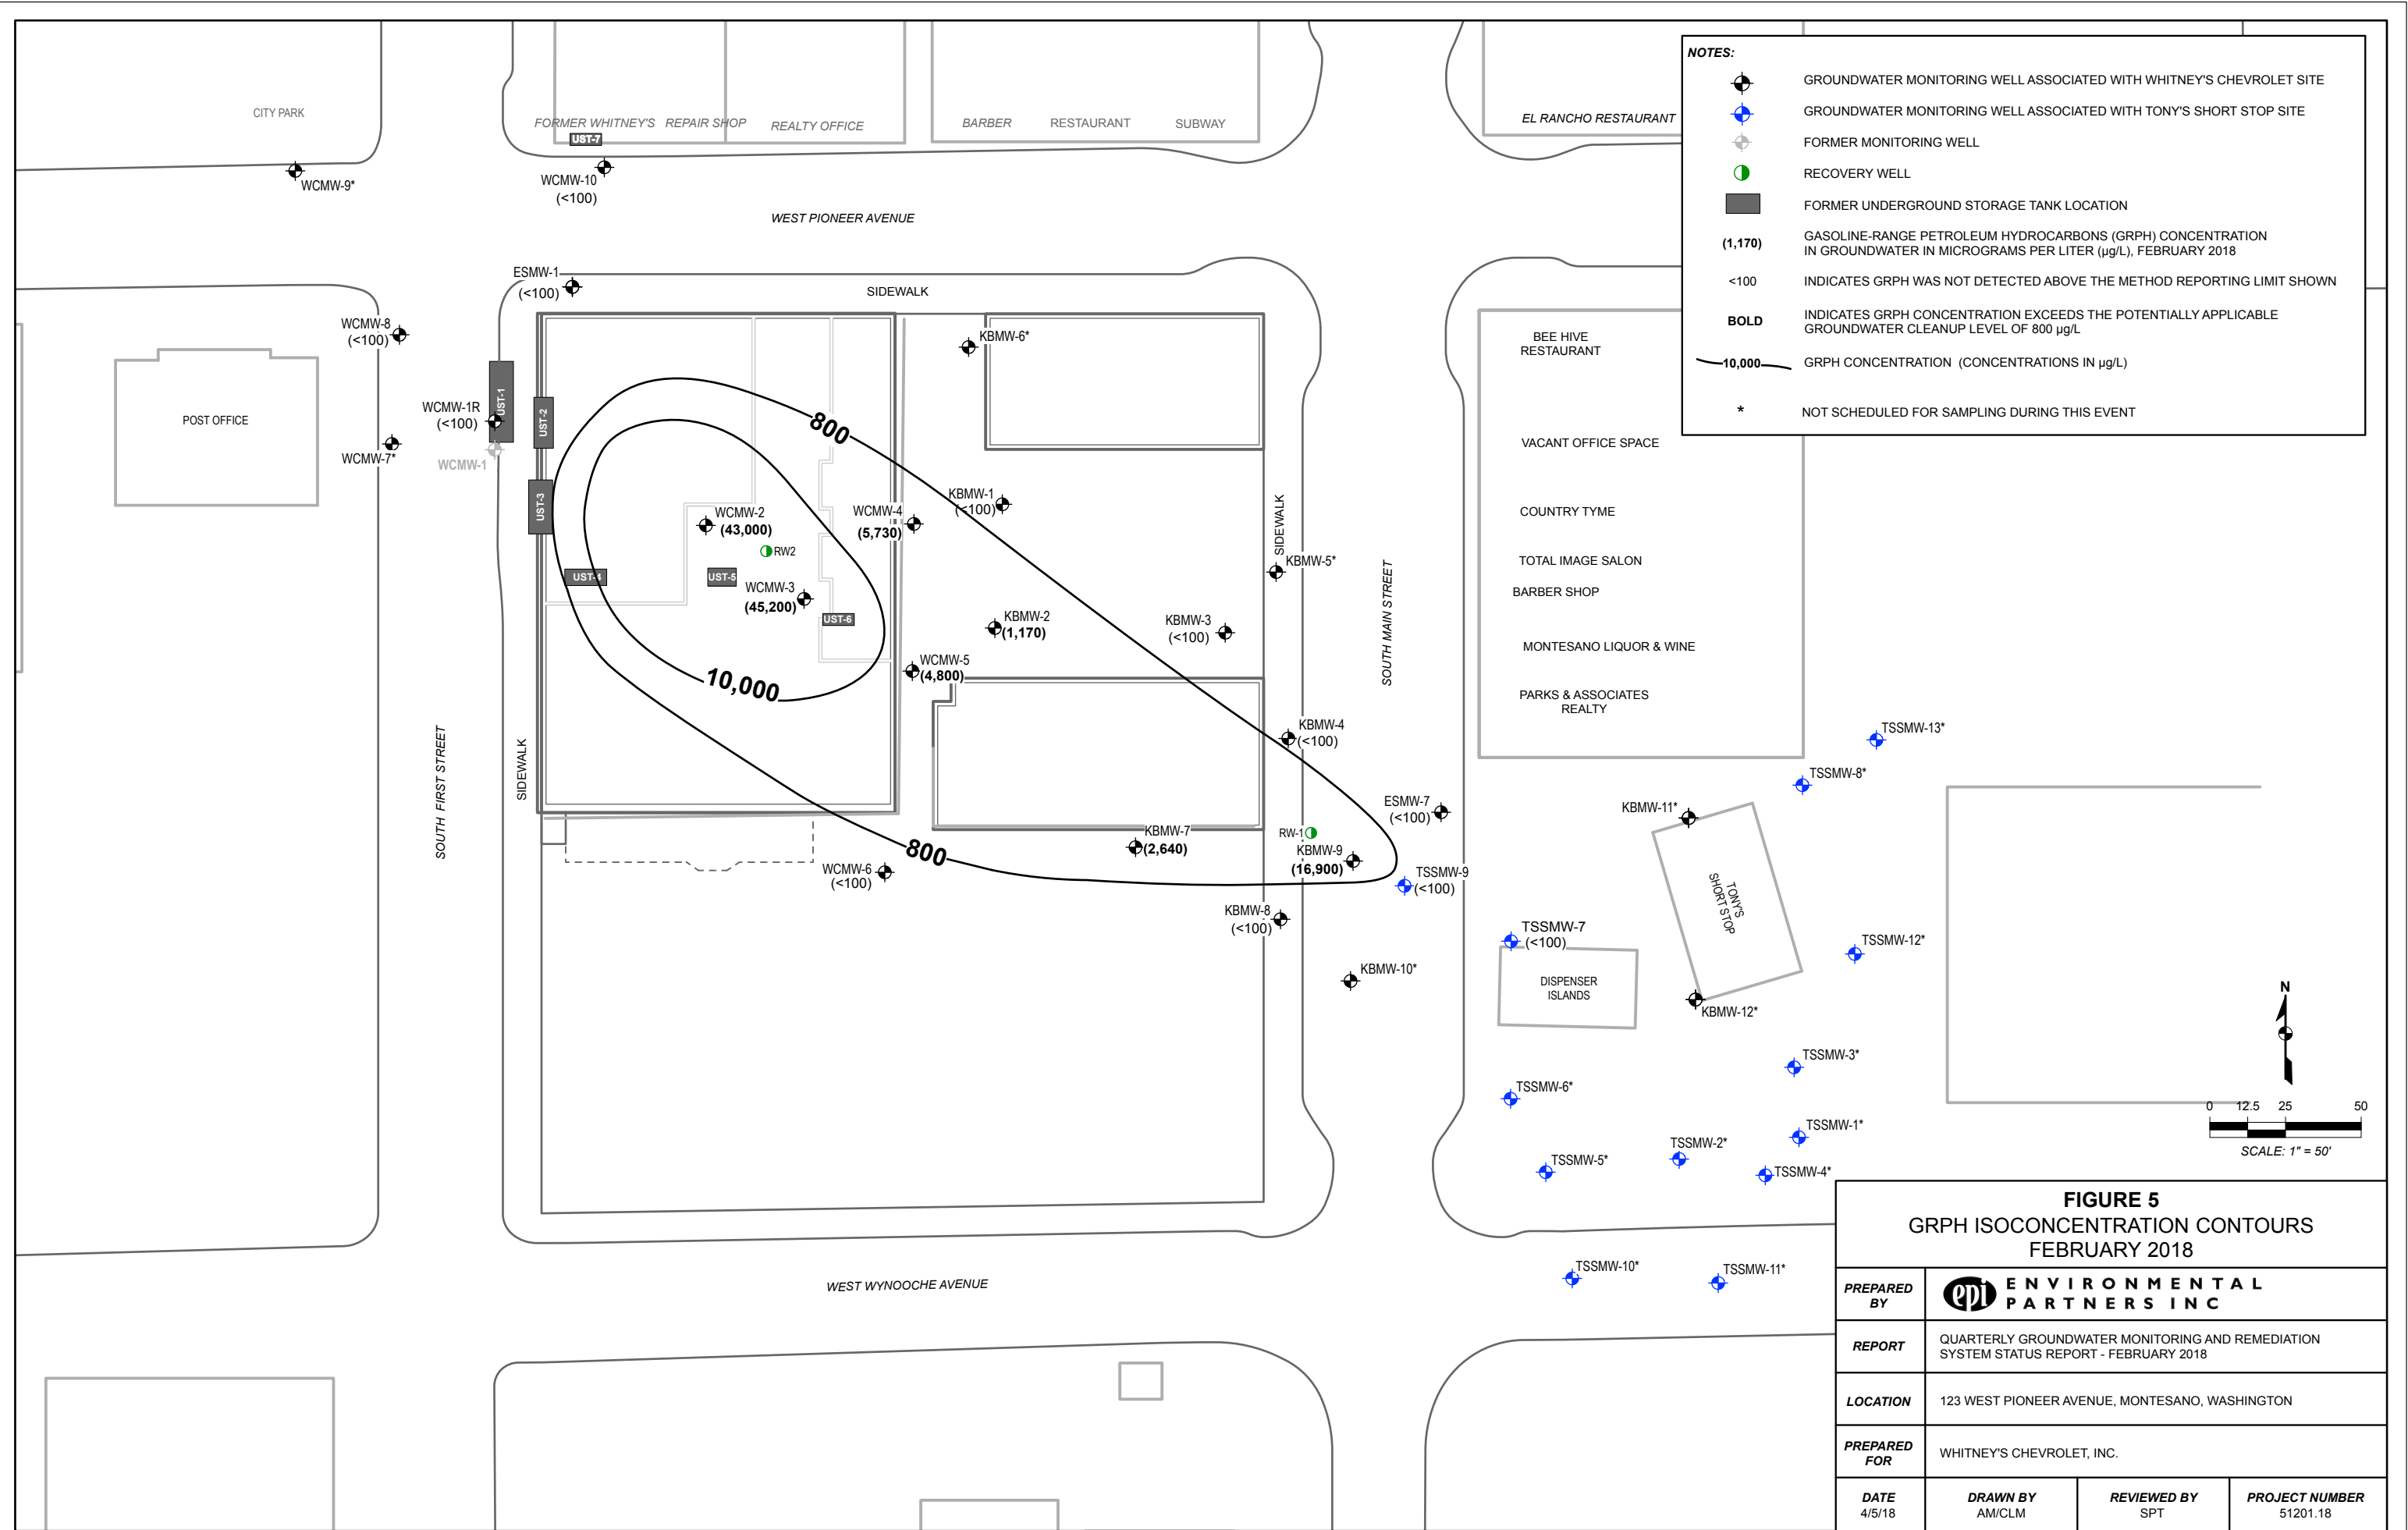 NOTES:
GROUNDWATER MONITORING WELL ASSOCIATED WITH WHITNEY'S CHEVROLET SITE
GROUNDWATER MONITORING WELL ASSOCIATED WITH TONY'S SHORT STOP SITE
FORMER MONITORING WELL
RECOVERY WELL
FORMER UNDERGROUND STORAGE TANK LOCATION
(1,170) GASOLINE-RANGE PETROLEUM HYDROCARBONS (GRPH) CONCENTRATION
IN GROUNDWATER IN MICROGRAMS PER LITER (µg/L), FEBRUARY 2018
<100 INDICATES GRPH WAS NOT DETECTED ABOVE THE METHOD REPORTING LIMIT SHOWN
BOLD INDICATES GRPH CONCENTRATION EXCEEDS THE POTENTIALLY APPLICABLE
GROUNDWATER CLEANUP LEVEL OF 800 µg/L
10,000 GRPH CONCENTRATION (CONCENTRATIONS IN µg/L)
* NOT SCHEDULED FOR SAMPLING DURING THIS EVENT
CITY PARK
FORMER WHITNEY'S REPAIR SHOP
REALTY OFFICE
BARBER
RESTAURANT
SUBWAY
EL RANCHO RESTAURANT
UST-7
WCMW-9*
WCMW-10
(<100)
WEST PIONEER AVENUE
ESMW-1
(<100)
SIDEWALK
WCMW-8
(<100)
KBMW-6*
BEE HIVE
RESTAURANT
POST OFFICE
WCMW-1R
(<100)
UST-1
UST-2
800
WCMW-7*
WCMW-1
VACANT OFFICE SPACE
UST-3
WCMW-2
(43,000)
WCMW-4
(5,730)
KBMW-1
(<100)
SIDEWALK
COUNTRY TYME
RW2
KBMW-5*
TOTAL IMAGE SALON
UST-4
UST-5
WCMW-3
(45,200)
BARBER SHOP
UST-6
KBMW-2
(1,170)
KBMW-3
(<100)
SOUTH MAIN STREET
MONTESANO LIQUOR & WINE
WCMW-5
(4,800)
10,000
PARKS & ASSOCIATES
REALTY
KBMW-4
(<100)
TSSMW-13*
SOUTH FIRST STREET
SIDEWALK
TSSMW-8*
ESMW-7
(<100)
KBMW-11*
KBMW-7
(2,640)
RW-1
KBMW-9
(16,900)
800
WCMW-6
(<100)
TSSMW-9
(<100)
TONY'S
SHORT STOP
KBMW-8
(<100)
TSSMW-7
(<100)
TSSMW-12*
KBMW-10*
DISPENSER
ISLANDS
KBMW-12*
N
TSSMW-3*
TSSMW-6*
0 12.5 25 50
SCALE: 1" = 50'
TSSMW-1*
TSSMW-2*
TSSMW-5*
TSSMW-4*
TSSMW-10*
TSSMW-11*
WEST WYNOOCHE AVENUE
FIGURE 5
GRPH ISOCONCENTRATION CONTOURS
FEBRUARY 2018
PREPARED
BY
epi ENVIRONMENTAL
PARTNERS INC
REPORT
QUARTERLY GROUNDWATER MONITORING AND REMEDIATION
SYSTEM STATUS REPORT - FEBRUARY 2018
LOCATION
123 WEST PIONEER AVENUE, MONTESANO, WASHINGTON
PREPARED
FOR
WHITNEY'S CHEVROLET, INC.
DATE
4/5/18
DRAWN BY
AM/CLM
REVIEWED BY
SPT
PROJECT NUMBER
51201.18